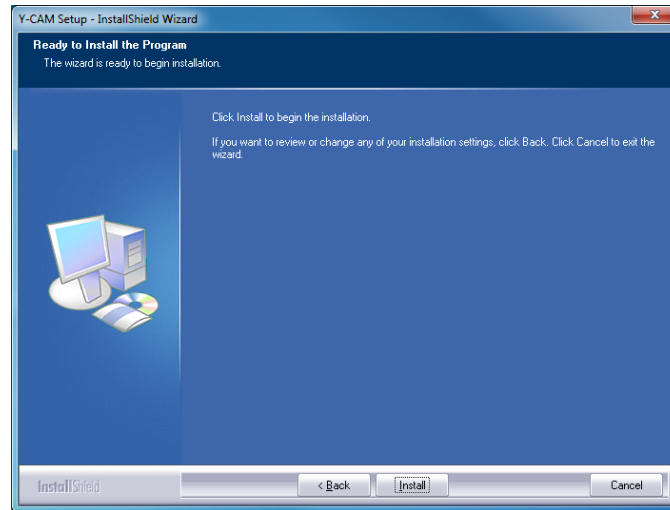 Y-CAM Setup - InstallShield Wizard
Ready to Install the Program
The wizard is ready to begin installation.
Click Install to begin the installation.
If you want to review or change any of your installation settings, click Back. Click Cancel to exit the
wizard.
InstallShield
< Back
Install
Cancel